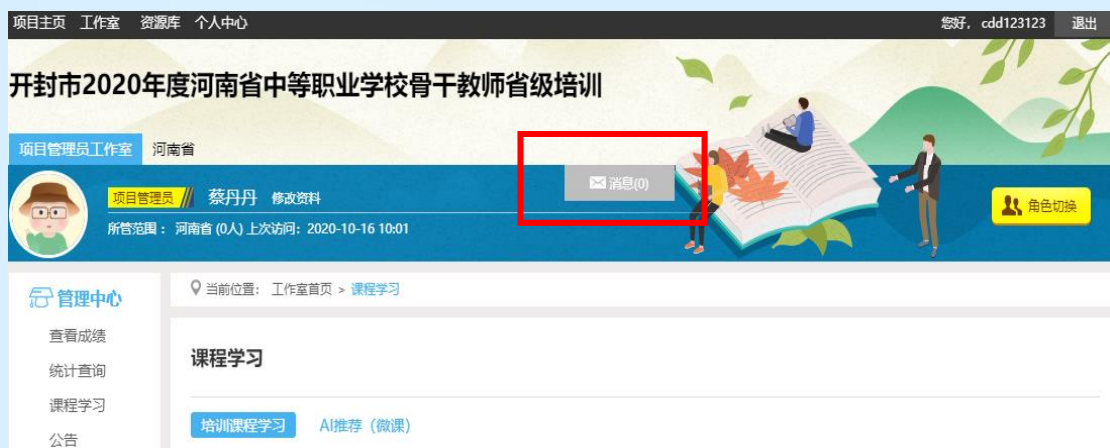 项目主页 工作室 资源库 个人中心 您好，cdd123123 退出
开封市2020年度河南省中等职业学校骨干教师省级培训
项目管理员工作室 河南省
消息(0)
项目管理员 蔡丹丹 修改资料
角色切换
所管范围： 河南省 (0人) 上次访问：2020-10-16 10:01
管理中心
查看成绩
统计查询
课程学习
公告
当前位置： 工作室首页 > 课程学习
课程学习
培训课程学习 AI推荐（微课）